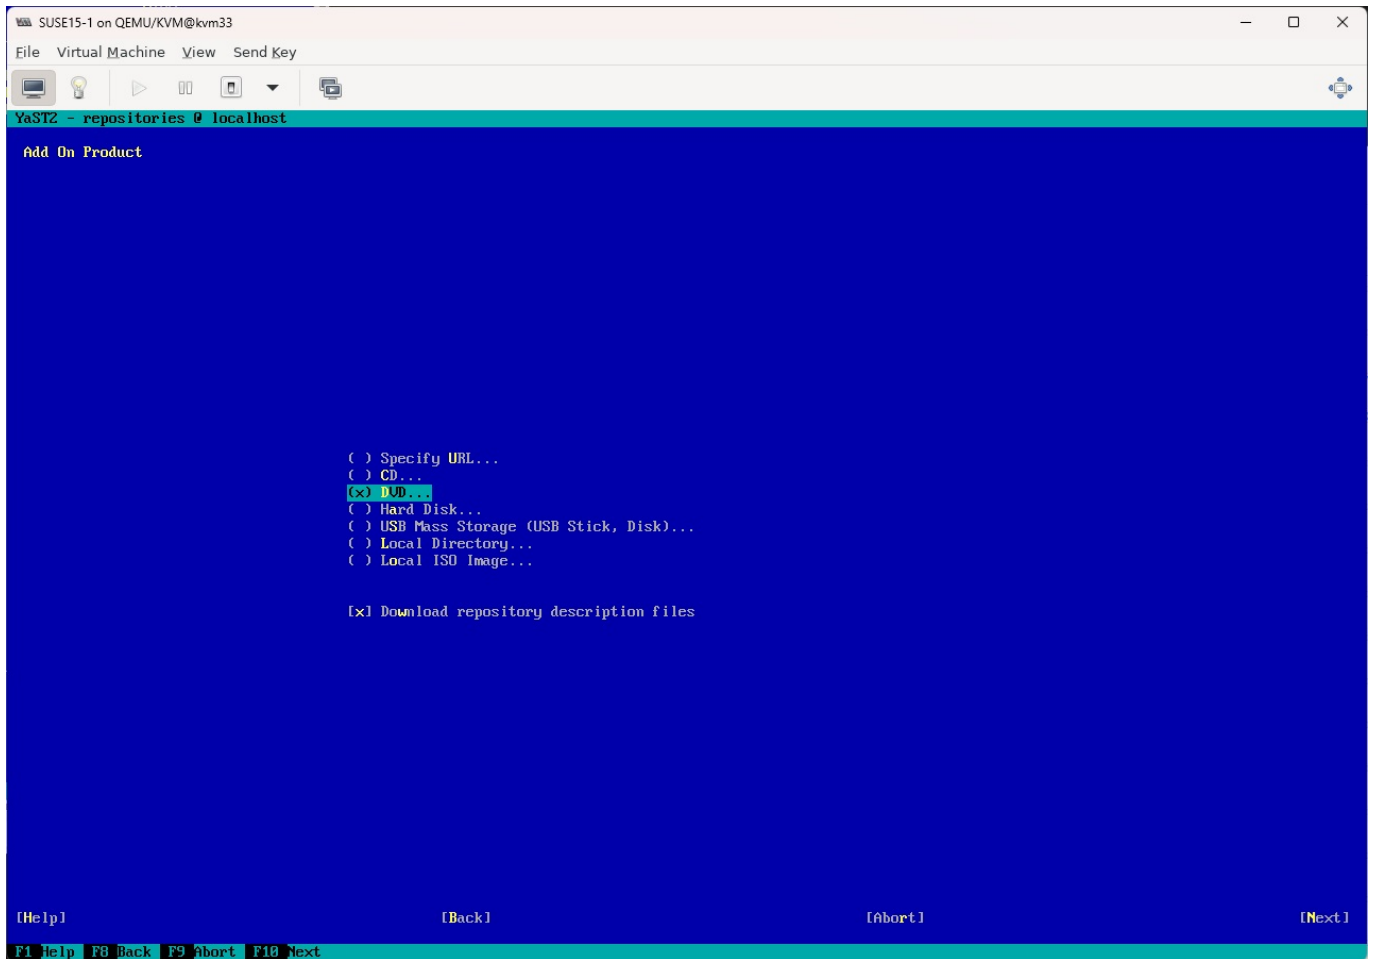 SUSE15-1 on QEMU/KVM@kvm33
File Virtual Machine View Send Key
YaST2 - repositories @ localhost
Add On Product
( ) Specify URL...
( ) CD...
(x) DVD...
( ) Hard Disk...
( ) USB Mass Storage (USB Stick, Disk)...
( ) Local Directory...
( ) Local ISO Image...
[x] Download repository description files
[Help] [Back] [Abort] [Next]
F1 Help F8 Back F9 Abort F10 Next